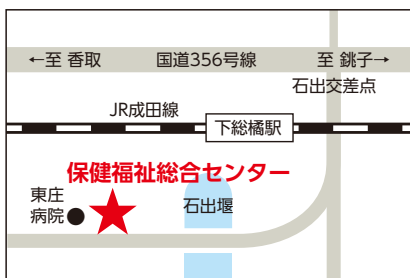 ←至 香取 国道356号線 至 銚子→
石出交差点
JR成田線
下総橘駅
保健福祉総合センター
東庄
病院
石出堰